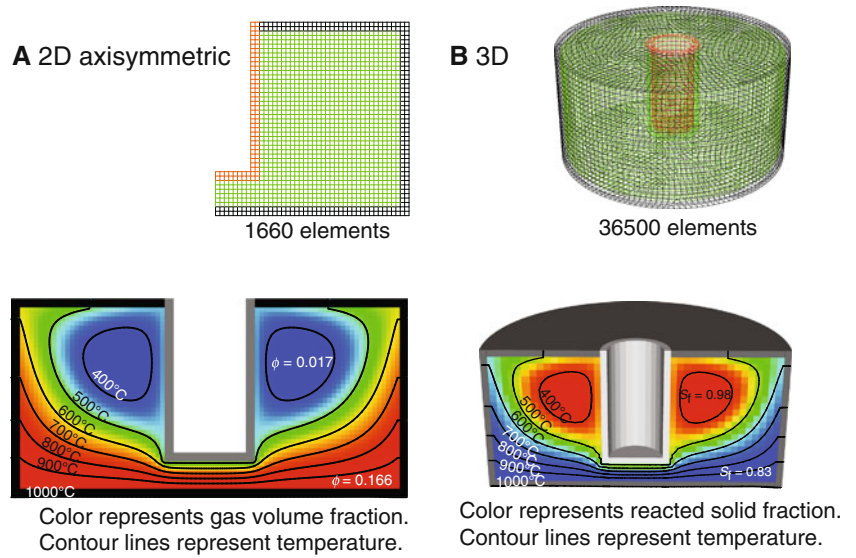 A 2D axisymmetric
1660 elements
B 3D
36500 elements
400°C
500°C
600°C
700°C
800°C
900°C
1000°C
ϕ = 0.017
ϕ = 0.166
Color represents gas volume fraction.
Contour lines represent temperature.
400°C
500°C
600°C
700°C
800°C
900°C
1000°C
Sf = 0.98
Sf = 0.83
Color represents reacted solid fraction.
Contour lines represent temperature.